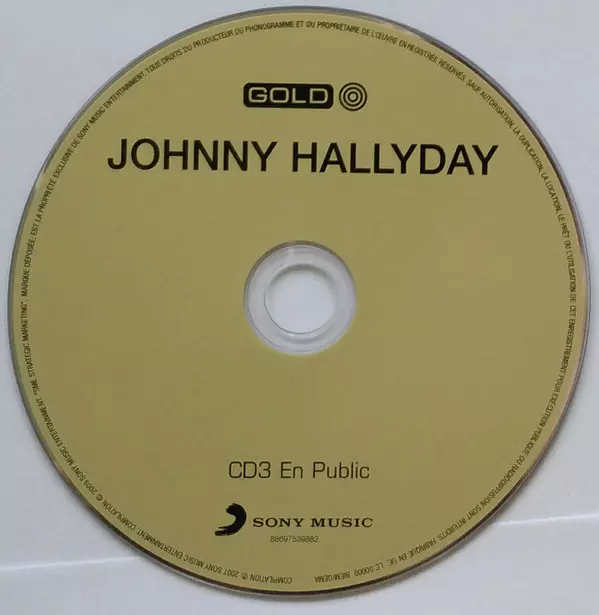 GOLD
JOHNNY HALLYDAY
CD3 En Public
SONY MUSIC
88697539882
COMPILATION ℗ 2007 SONY MUSIC ENTERTAINMENT. COMPILATION © 2009 SONY MUSIC ENTERTAINMENT. "SME STRATEGIC MARKETING", MARQUE DÉPOSÉE, EST LA PROPRIÉTÉ EXCLUSIVE DE SONY MUSIC ENTERTAINMENT. TOUS DROITS DU PRODUCTEUR DU PHONOGRAMME ET DU PROPRIÉTAIRE DE L'ŒUVRE ENREGISTRÉE RÉSERVÉS. SAUF AUTORISATION, LA DUPLICATION, LA LOCATION, LE PRÊT OU L'UTILISATION DE CET ENREGISTREMENT POUR EXÉCUTION PUBLIQUE OU RADIODIFFUSION SONT INTERDITS. FABRIQUÉ EN UE. LC 00000. BIEM/GEMA